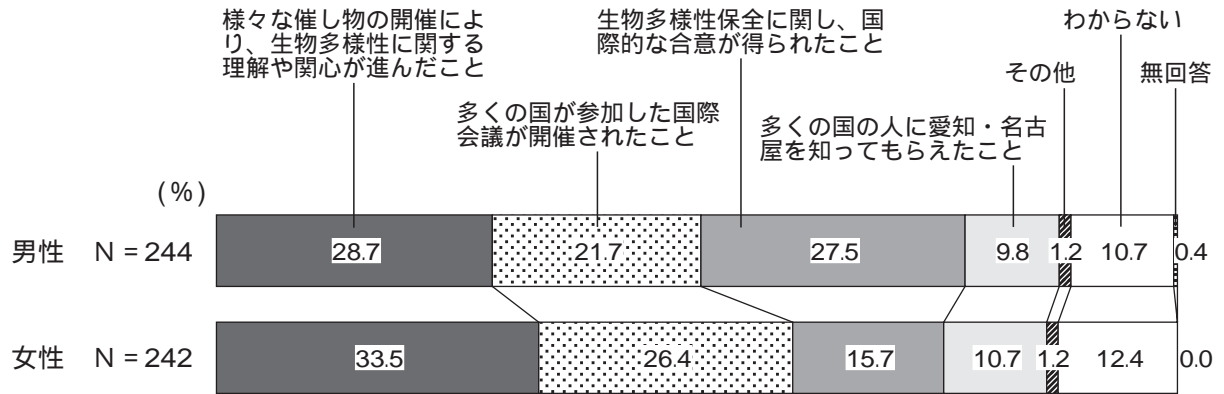 様々な催し物の開催によ
り、生物多様性に関する
理解や関心が進んだこと
多くの国が参加した国際
会議が開催されたこと
生物多様性保全に関し、国
際的な合意が得られたこと
多くの国の人に愛知・名古
屋を知ってもらえたこと
その他
わからない
無回答
(%)
男性 N = 244 28.7 21.7 27.5 9.8 1.2 10.7 0.4
女性 N = 242 33.5 26.4 15.7 10.7 1.2 12.4 0.0